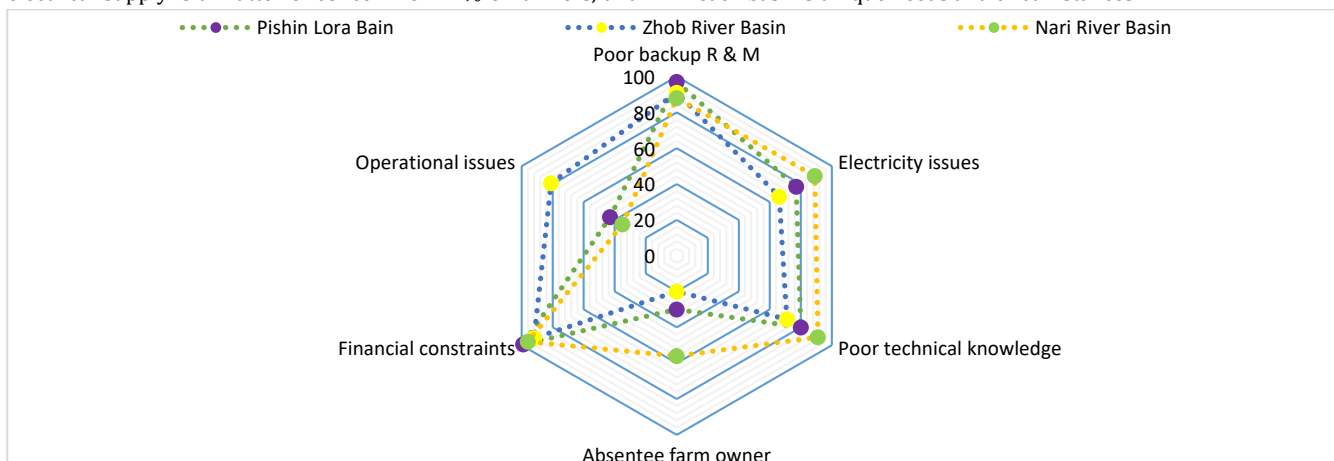 Pishin Lora Bain
Zhob River Basin
Nari River Basin
Poor backup R & M
100
80
60
40
20
0
Operational issues
Electricity issues
Financial constraints
Poor technical knowledge
Absentee farm owner